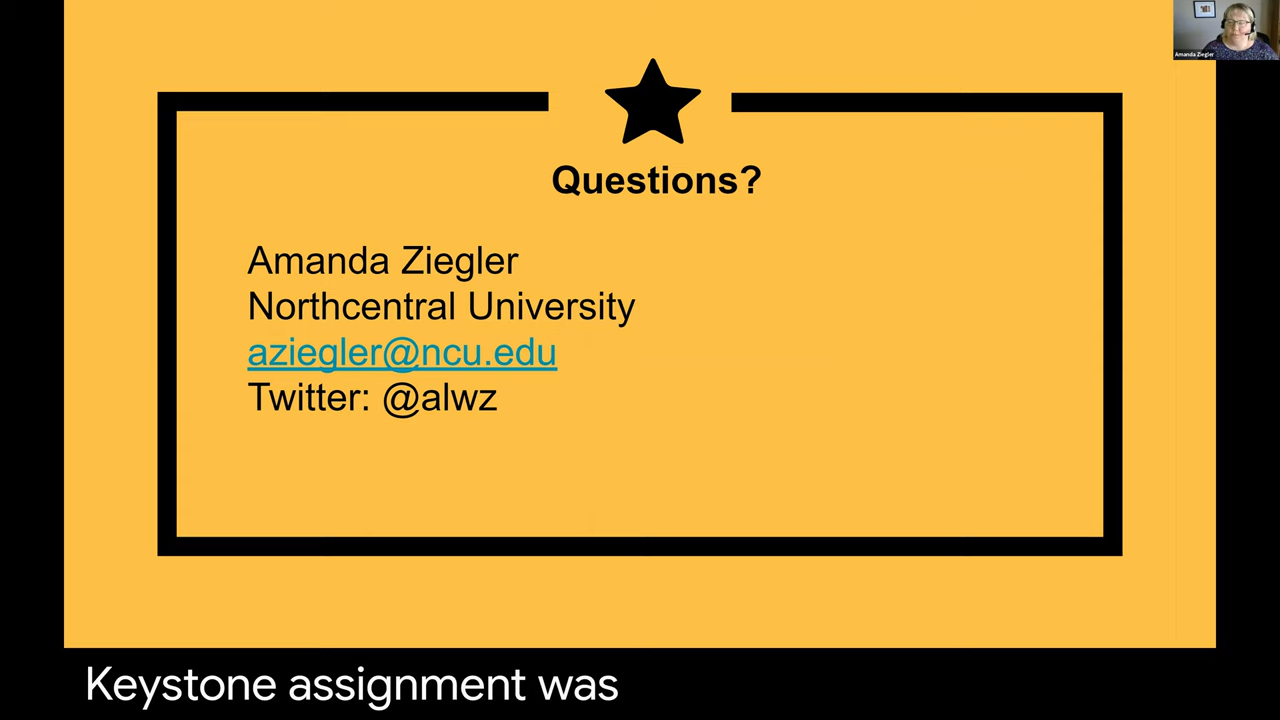 Amanda Ziegler
Questions?
Amanda Ziegler
Northcentral University
aziegler@ncu.edu
Twitter: @alwz
Keystone assignment was